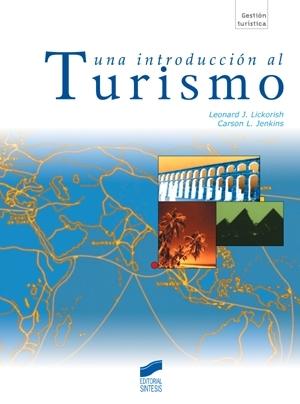 Gestión
turística
una introducción al
Turismo
Leonard J. Lickorish
Carson L. Jenkins
EDITORIAL
SINTESIS